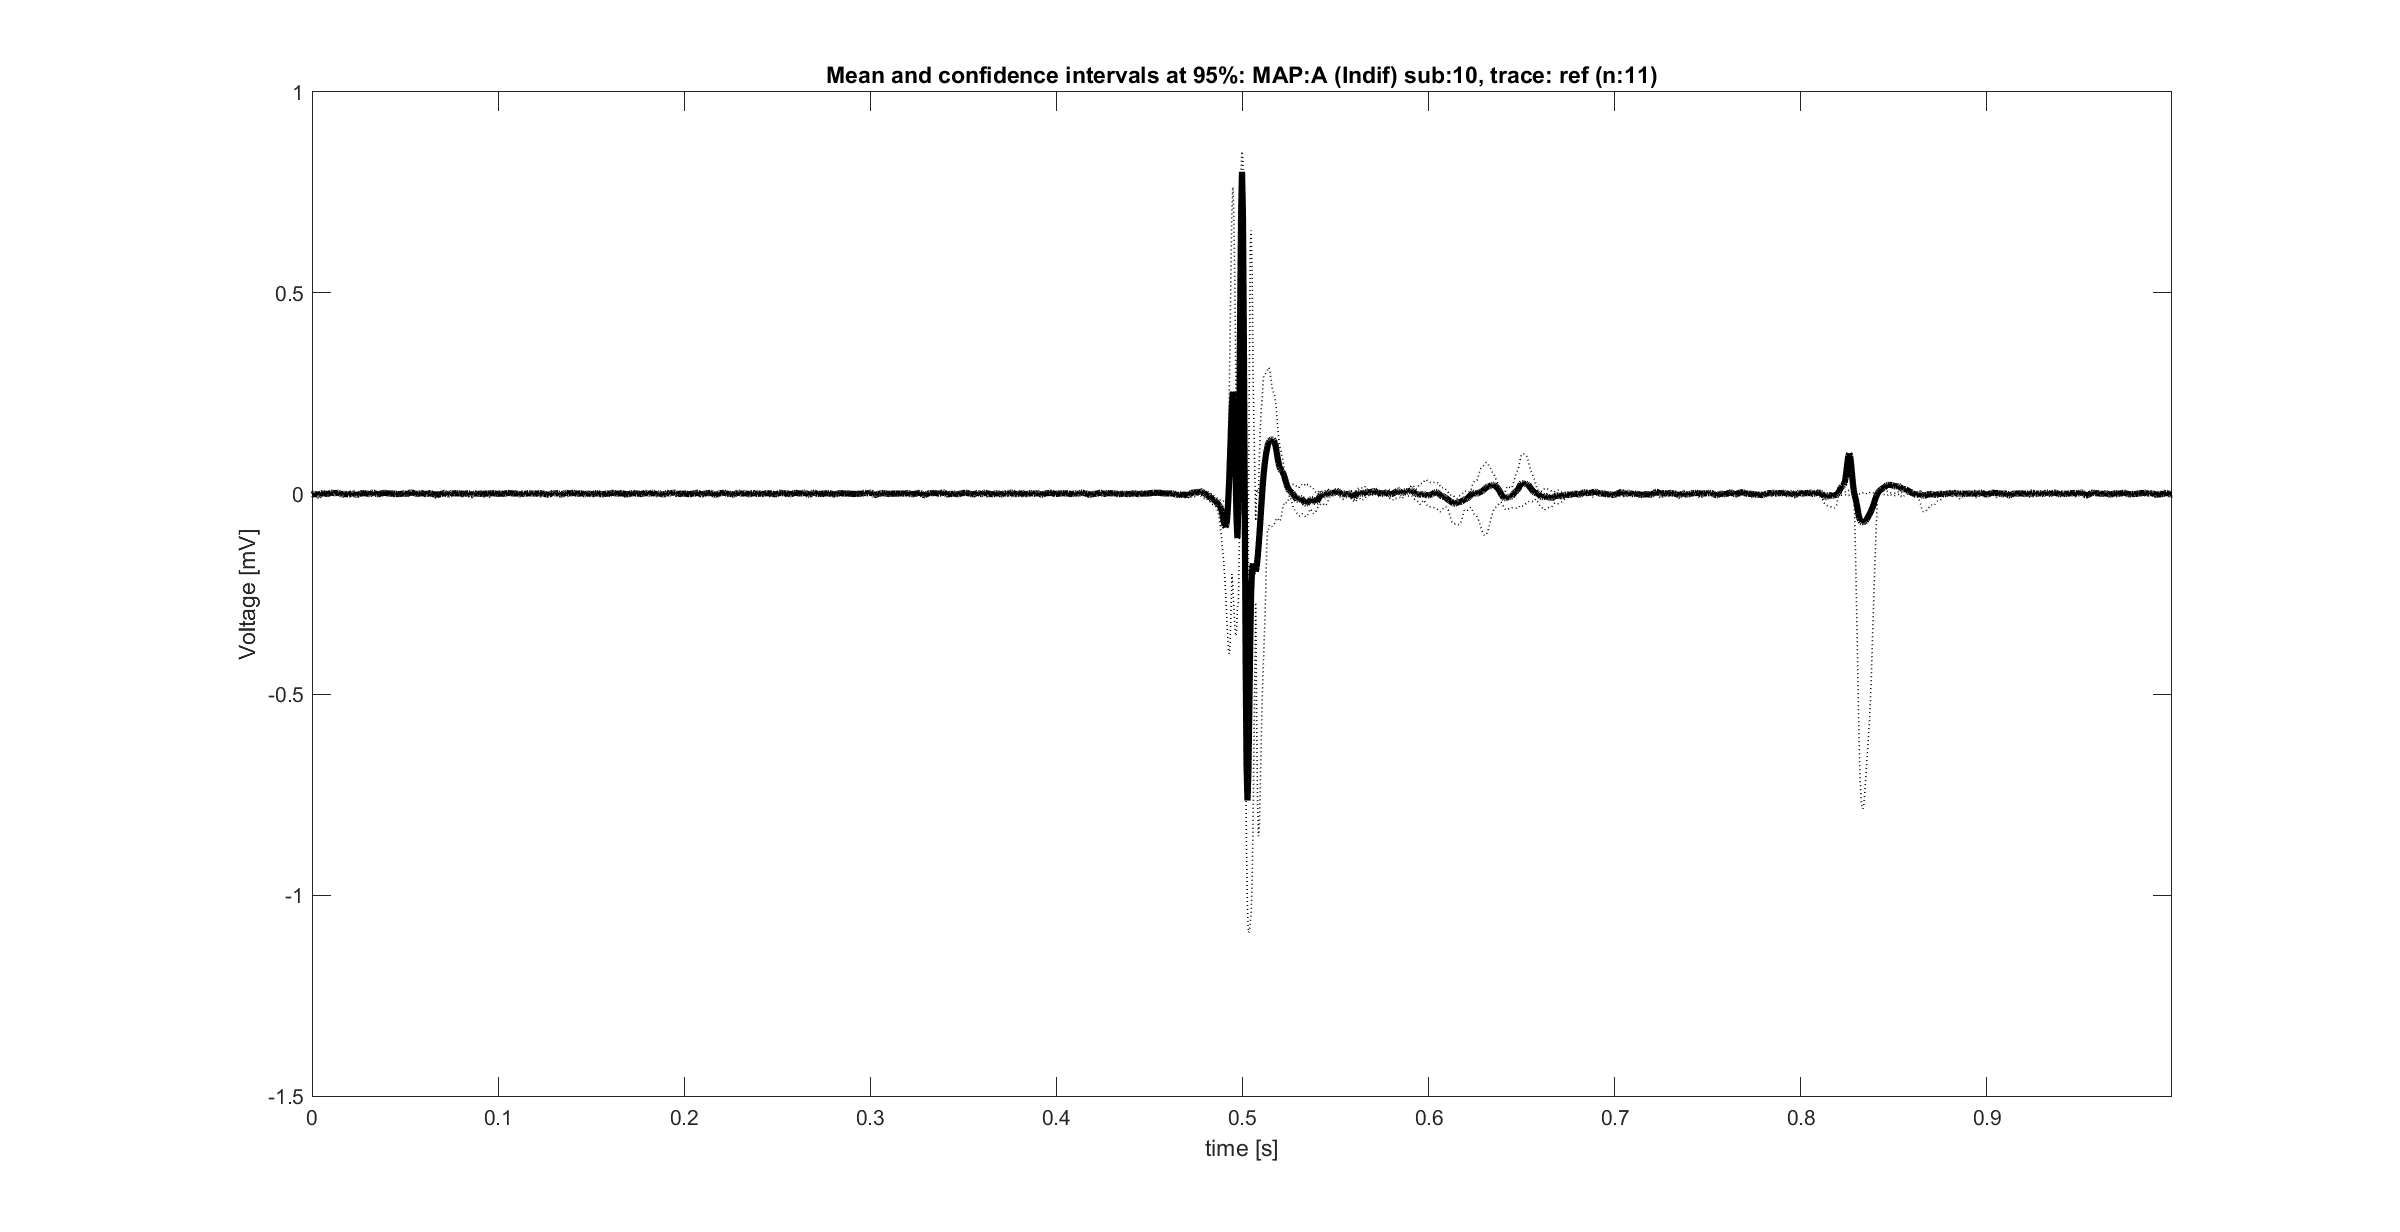 Mean and confidence intervals at 95%: MAP:A (Indif) sub:10, trace: ref (n:11)
1
0.5
0
-0.5
-1
-1.5
Voltage [mV]
0 0.1 0.2 0.3 0.4 0.5 0.6 0.7 0.8 0.9
time [s]